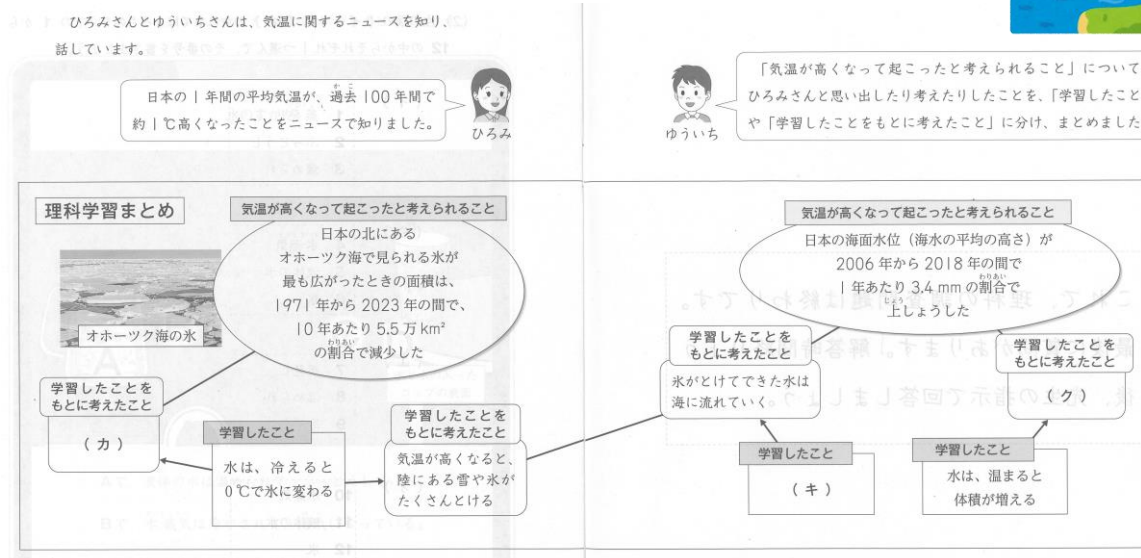 ひろみさんとゆういちさんは、気温に関するニュースを知り、
話しています。
日本の1年間の平均気温が、過去100年間で
約1℃高くなったことをニュースで知りました。
ひろみ
「気温が高くなって起こったと考えられること」について
ひろみさんと思い出したり考えたりしたことを、「学習したこと
や「学習したことをもとに考えたこと」に分け、まとめました
ゆういち
理科学習まとめ
オホーツク海の氷
気温が高くなって起こったと考えられること
日本の北にある
オホーツク海で見られる氷が
最も広がったときの面積は、
1971年から2023年の間で、
10年あたり5.5万km²
の割合で減少した
学習したことを
もとに考えたこと
（カ）
学習したこと
水は、冷えると
0℃で氷に変わる
学習したことを
もとに考えたこと
気温が高くなると、
陸にある雪や氷が
たくさんとける
気温が高くなって起こったと考えられること
日本の海面水位（海水の平均の高さ）が
2006年から2018年の間で
1年あたり3.4mmの割合で
上しょうした
学習したことを
もとに考えたこと
氷がとけてできた水は
海に流れていく
学習したこと
（キ）
学習したことを
もとに考えたこと
（ク）
学習したこと
水は、温まると
体積が増える